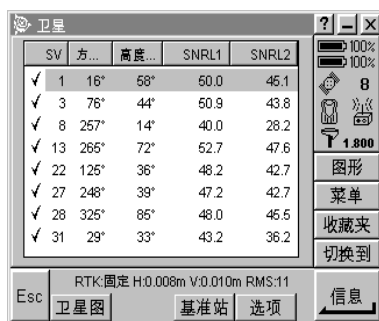 卫星 ? – x
SV 方... 高度... SNRL1 SNRL2
✓ 1 16° 58° 50.0 45.1
✓ 3 76° 44° 50.9 43.8
✓ 8 257° 14° 40.0 28.2
✓ 13 265° 72° 52.7 47.6
✓ 22 125° 36° 48.2 42.7
✓ 27 248° 39° 47.2 42.7
✓ 28 325° 85° 48.0 45.5
✓ 31 29° 33° 43.2 36.2
100%
100%
8
1.800
图形
菜单
收藏夹
切换到
RTK:固定 H:0.008m V:0.010m RMS:11
Esc 卫星图 基准站 选项 信息